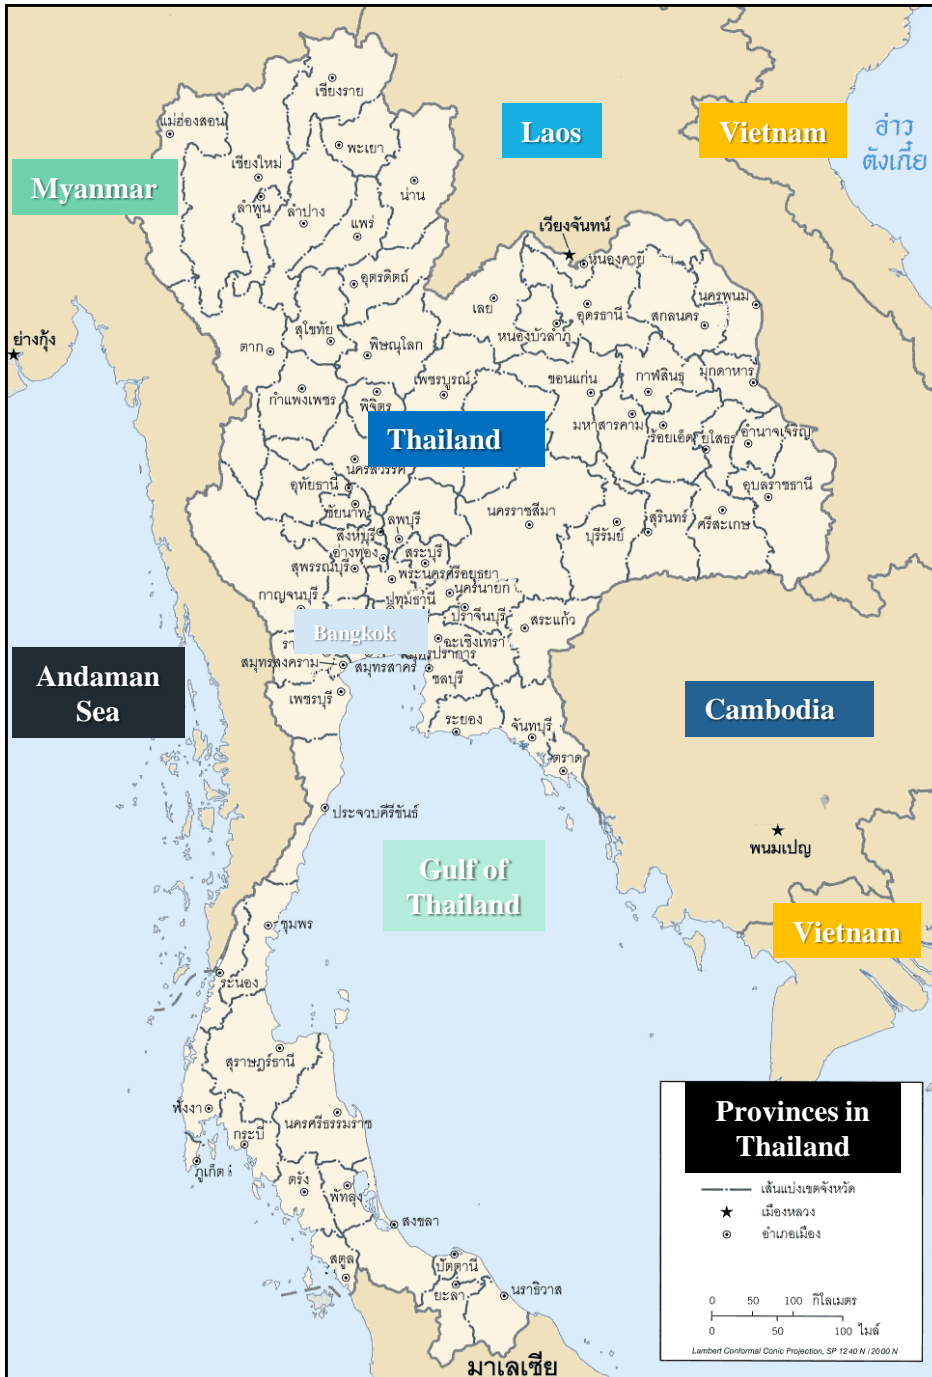 เชียงราย
แม่ฮ่องสอน
Laos
Vietnam
อ่าว
ตังเกี๋ย
พะเยา
เชียงใหม่
Myanmar
น่าน
ลำพูน
ลำปาง
แพร่
เวียงจันทน์
หนองคาย
อุตรดิตถ์
เลย
อุดรธานี
นครพนม
สกลนคร
สุโขทัย
หนองบัวลำภู
ย่างกุ้ง
ตาก
พิษณุโลก
เพชรบูรณ์
ขอนแก่น
กาฬสินธุ์
มุกดาหาร
กำแพงเพชร
พิจิตร
มหาสารคาม
ร้อยเอ็ด
ยโสธร
อำนาจเจริญ
Thailand
นครสวรรค์
อุทัยธานี
อุบลราชธานี
ชัยนาท
ลพบุรี
นครราชสีมา
บุรีรัมย์
สุรินทร์
ศรีสะเกษ
สิงห์บุรี
อ่างทอง
สระบุรี
สุพรรณบุรี
พระนครศรีอยุธยา
นครนายก
กาญจนบุรี
ปทุมธานี
ปราจีนบุรี
สระแก้ว
Bangkok
ฉะเชิงเทรา
ปราการ
สมุทรสงคราม
สมุทรสาคร
ชลบุรี
Andaman
Sea
เพชรบุรี
ระยอง
จันทบุรี
ตราด
Cambodia
ประจวบคีรีขันธ์
พนมเปญ
Gulf of
Thailand
ชุมพร
Vietnam
ระนอง
สุราษฎร์ธานี
พังงา
กระบี่
นครศรีธรรมราช
ภูเก็ต
ตรัง
พัทลุง
สงขลา
สตูล
ปัตตานี
ยะลา
นราธิวาส
มาเลเซีย
Provinces in
Thailand
เส้นแบ่งเขตจังหวัด
เมืองหลวง
อำเภอเมือง
0 50 100 กิโลเมตร
0 50 100 ไมล์
Lambert Conformal Conic Projection, SP 12 40 N / 20 00 N